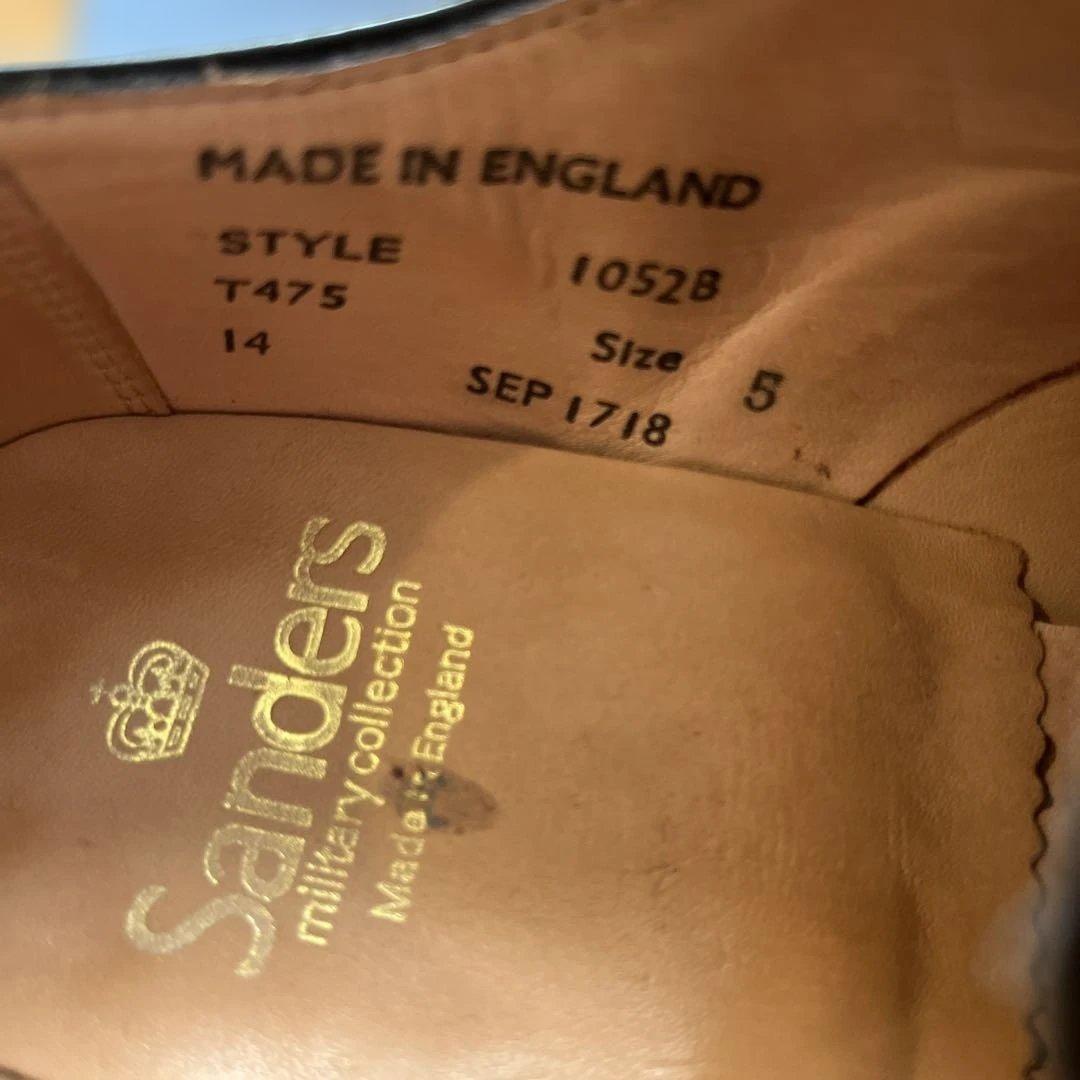 MADE IN ENGLAND
STYLE 1052B
T475
14 Size 5
SEP 1718
Sanders
military collection
Made in England